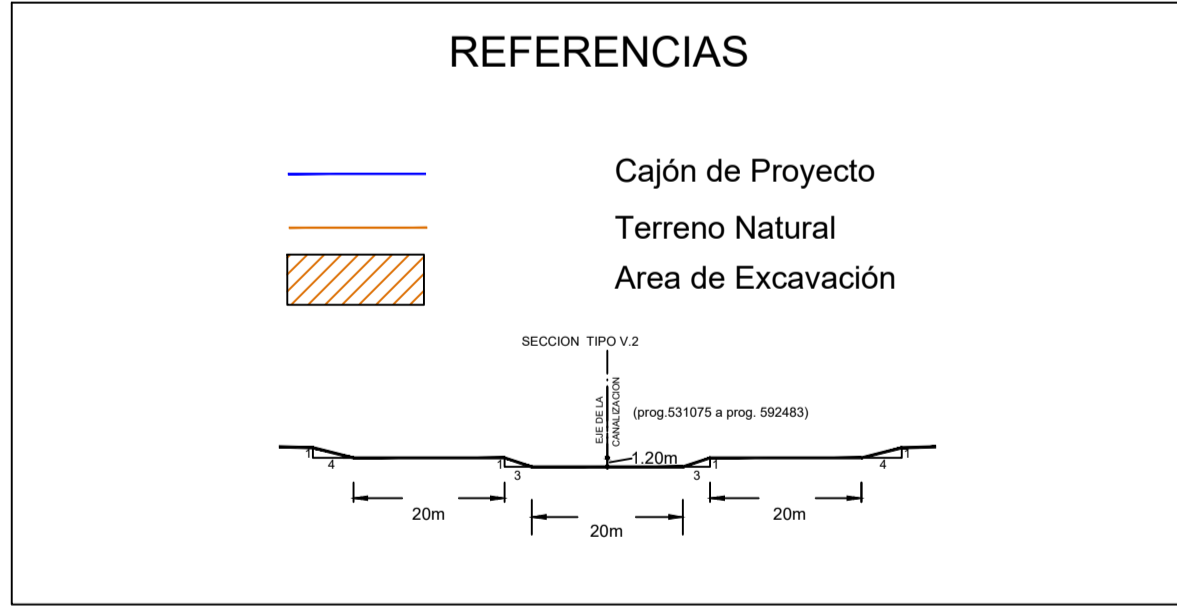 REFERENCIAS
Cajón de Proyecto
Terreno Natural
Area de Excavación
SECCION TIPO V.2
EJE DE LA
CANALIZACION
(prog.531075 a prog. 592483)
1.20m
1
4
1
3
3
1
4
1
20m
20m
20m